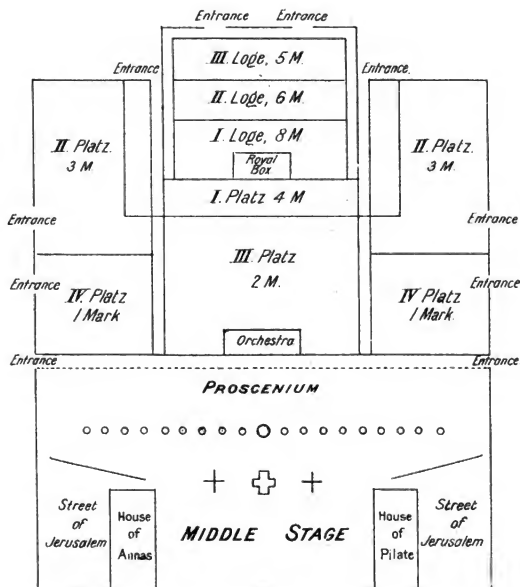 Entrance Entrance
Entrance
III. Loge, 5 M.
Entrance.
II. Loge, 6 M.
I. Loge, 8 M.
Royal
Box
II. Platz.
3 M.
II. Platz.
3 M.
I. Platz 4 M
Entrance
Entrance
III. Platz
2 M.
Entrance
Entrance
IV. Platz
1 Mark
IV Platz
1 Mark.
Orchestra
Entrance
Entrance
PROSCENIUM
Street
of
Jerusalem
House
of
Annas
MIDDLE STAGE
House
of
Pilate
Street
of
Jerusalem